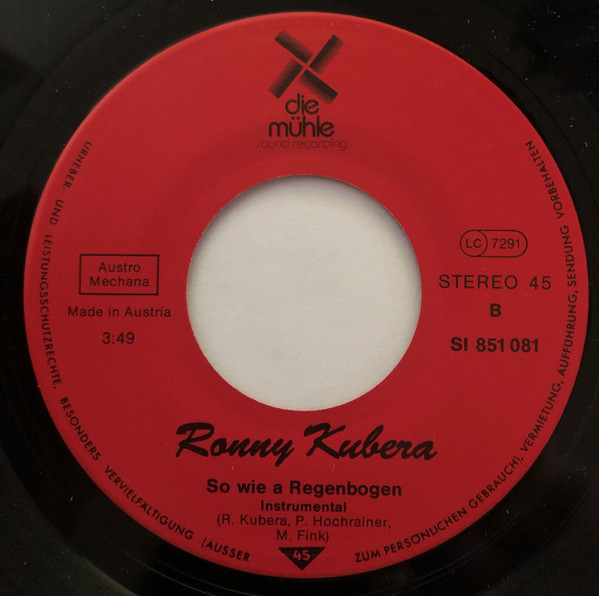 die
mühle
sound recording
URHEBER- UND LEISTUNGSSCHUTZRECHTE, BESONDERS VERVIELFÄLTIGUNG (AUSSER ZUM PERSÖNLICHEN GEBRAUCH), VERMIETUNG, AUFFÜHRUNG, SENDUNG VORBEHALTEN
Austro
Mechana
Made in Austria
3:49
LC 7291
STEREO 45
B
SI 851 081
Ronny Kubera
So wie a Regenbogen
Instrumental
(R. Kubera, P. Hochrainer,
M. Fink)
45